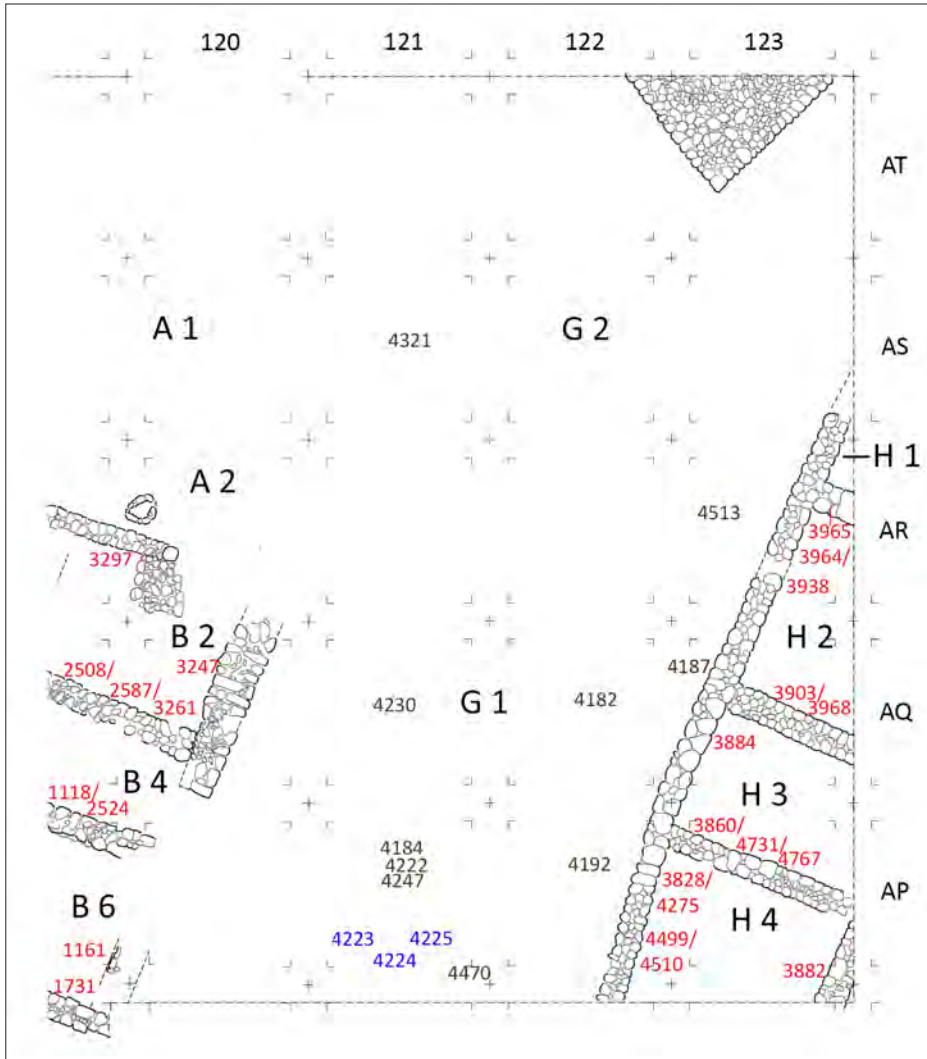 120 121 122 123
AT
A 1 4321 G 2 AS
H 1
A 2
4513
3965
AR
3297
3964/
3938
B 2
H 2
2508/ 3247 4187
2587/
3903/
3261 4230 G 1 4182 3968
AQ
3884
B 4
1118/
H 3
2524
3860/
4731/
4184 4767
4222 4192
4247 3828/
AP
4275
B 6
H 4
4223 4225 4499/
1161
4224 4510
4470 3882
1731